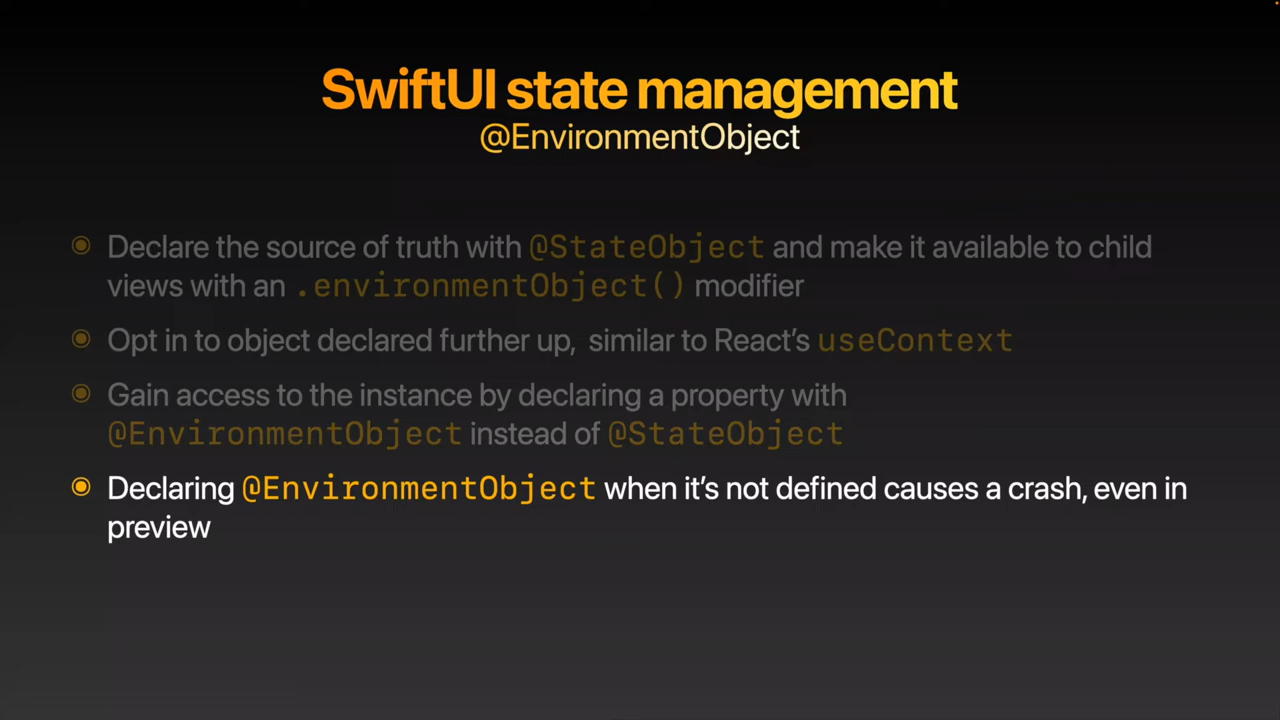 SwiftUI state management
@EnvironmentObject
Declare the source of truth with @StateObject and make it available to child
views with an .environmentObject() modifier
Opt in to object declared further up, similar to React's useContext
Gain access to the instance by declaring a property with
@EnvironmentObject instead of @StateObject
Declaring @EnvironmentObject when it's not defined causes a crash, even in
preview